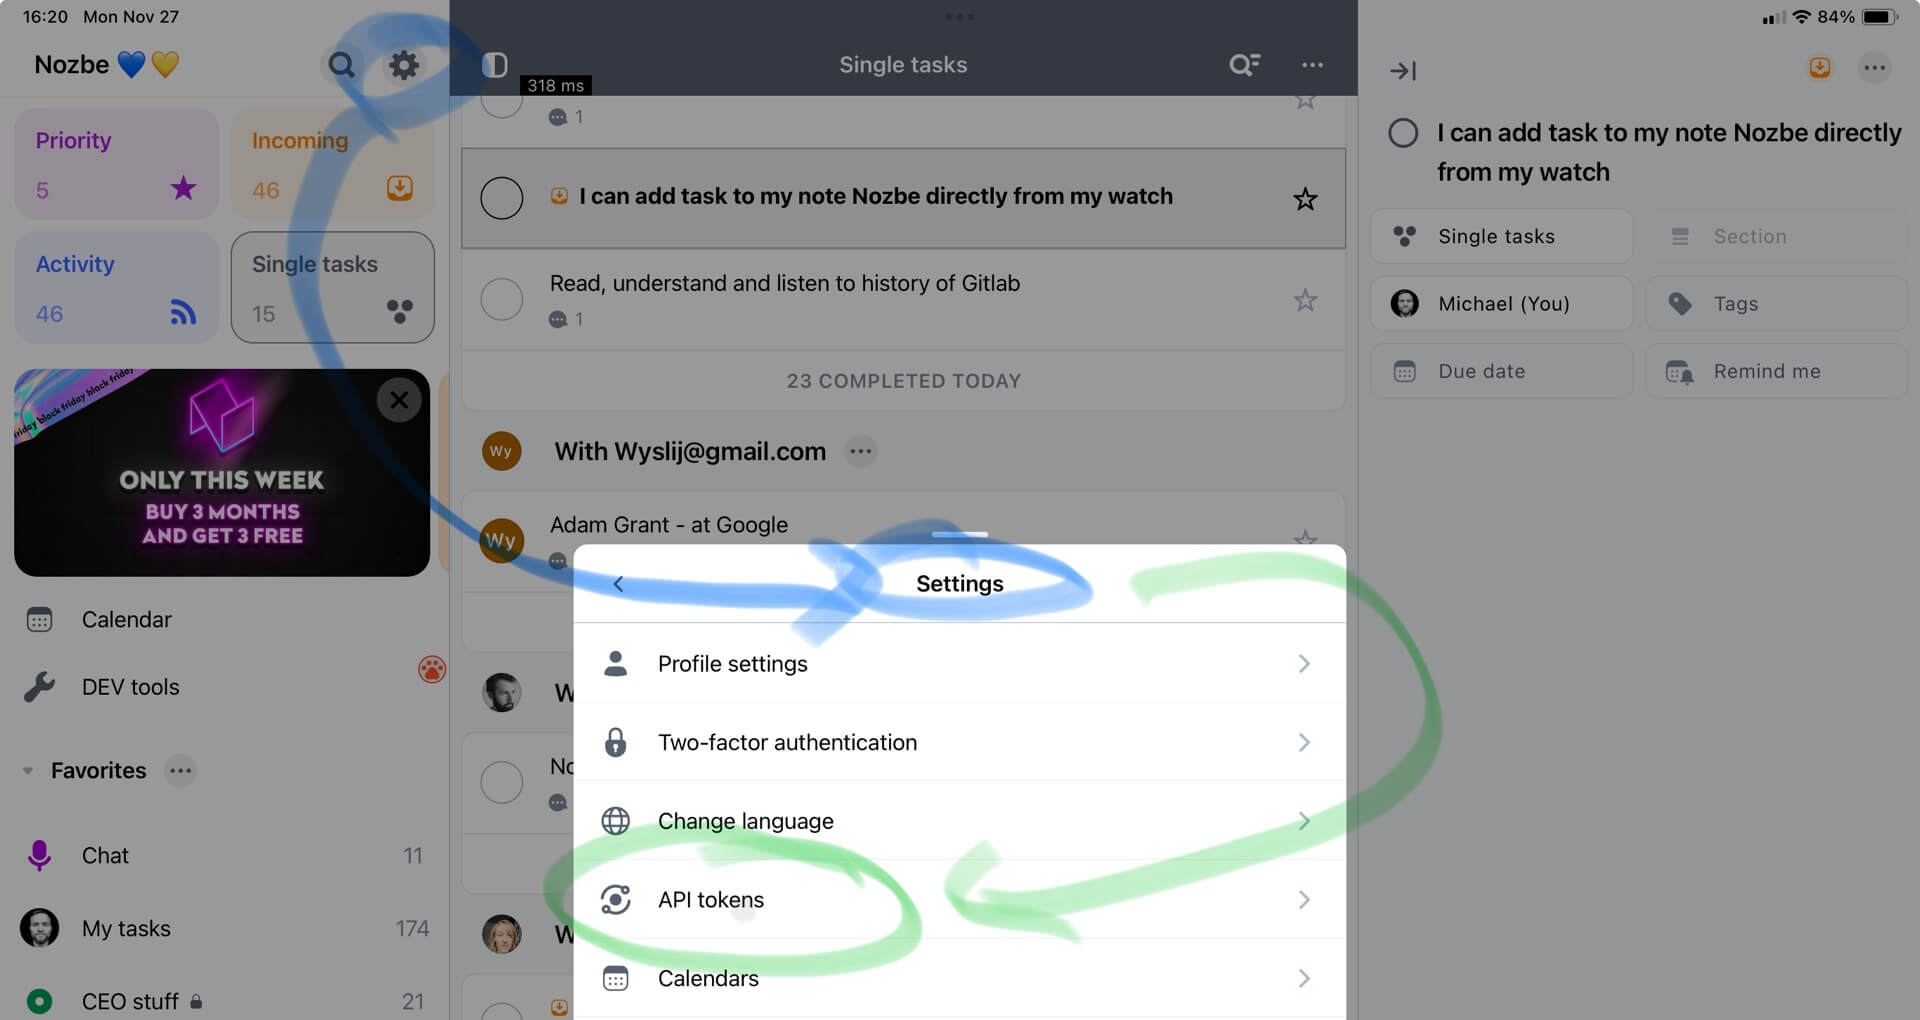 16:20 Mon Nov 27
84%
Nozbe 💙💛
Priority
5
Incoming
46
Activity
46
Single tasks
15
friday black friday black friday
ONLY THIS WEEK
BUY 3 MONTHS
AND GET 3 FREE
Calendar
DEV tools
Favorites
Chat 11
My tasks 174
CEO stuff 21
Single tasks
318 ms
1
I can add task to my note Nozbe directly from my watch
Read, understand and listen to history of Gitlab
1
23 COMPLETED TODAY
Wy With Wyslij@gmail.com
Wy Adam Grant - at Google
W
No
W
Settings
Profile settings
Two-factor authentication
Change language
API tokens
Calendars
I can add task to my note Nozbe directly
from my watch
Single tasks Section
Michael (You) Tags
Due date Remind me